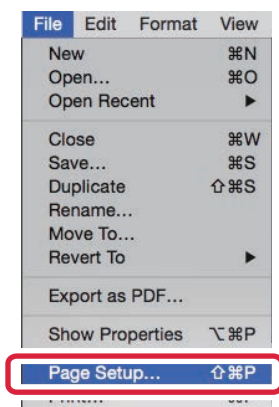 File Edit Format View
New ⌘N
Open... ⌘O
Open Recent ▶
Close ⌘W
Save... ⌘S
Duplicate ⇧⌘S
Rename...
Move To...
Revert To ▶
Export as PDF...
Show Properties ⌥⌘P
Page Setup... ⇧⌘P